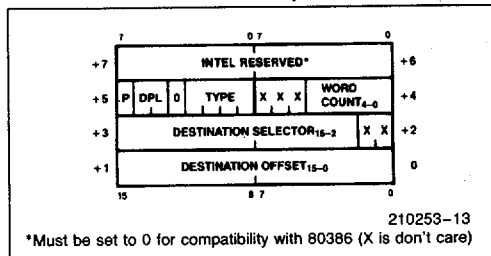 7 0 7 0
+7 INTEL RESERVED* +6
+5 P DPL 0 TYPE X X X WORD COUNT4–0 +4
+3 DESTINATION SELECTOR15–2 X X +2
+1 DESTINATION OFFSET15–0 0
15 8 7 0
210253–13
*Must be set to 0 for compatibility with 80386 (X is don't care)